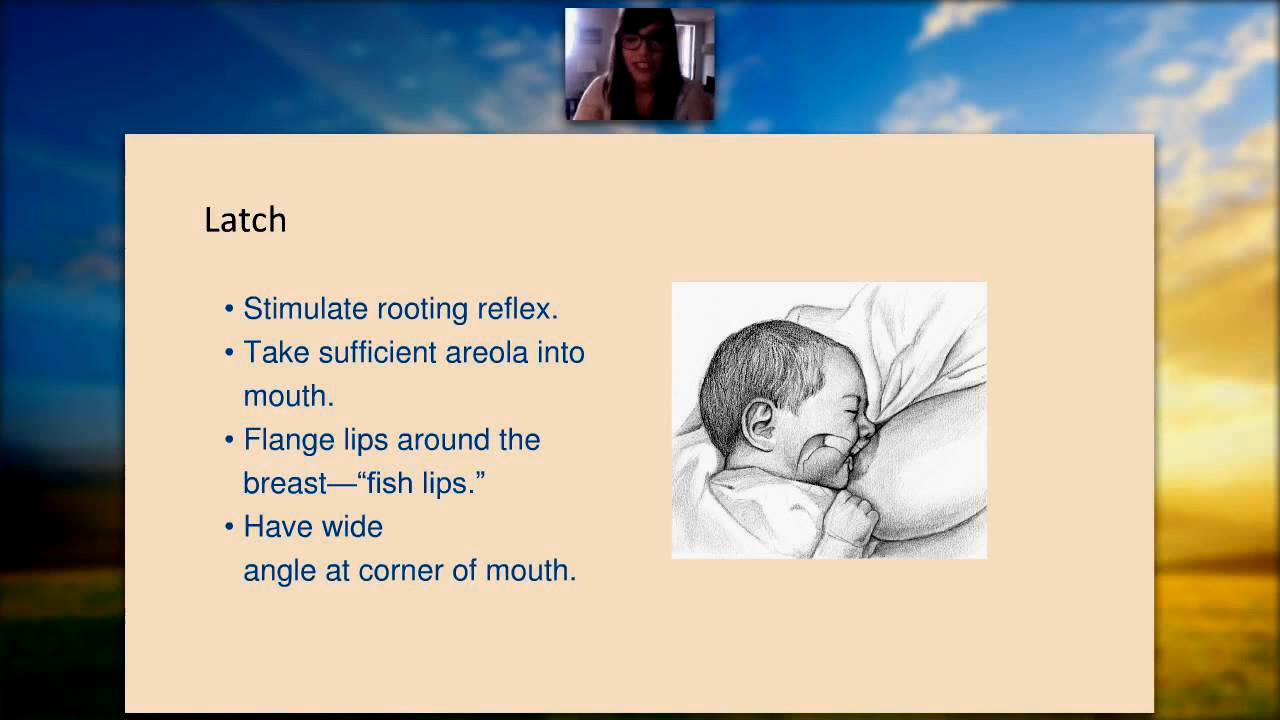 Latch
• Stimulate rooting reflex.
• Take sufficient areola into
mouth.
• Flange lips around the
breast—“fish lips.”
• Have wide
angle at corner of mouth.